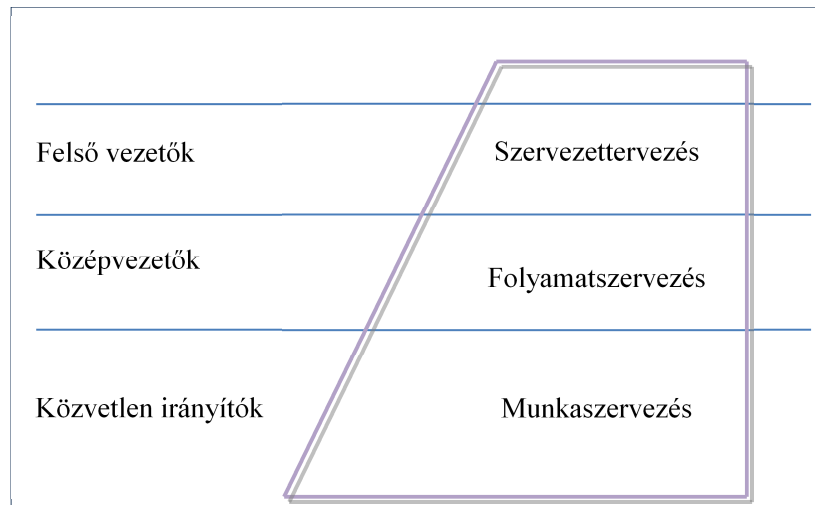 Felső vezetők
Szervezettervezés
Középvezetők
Folyamatszervezés
Közvetlen irányítók
Munkaszervezés